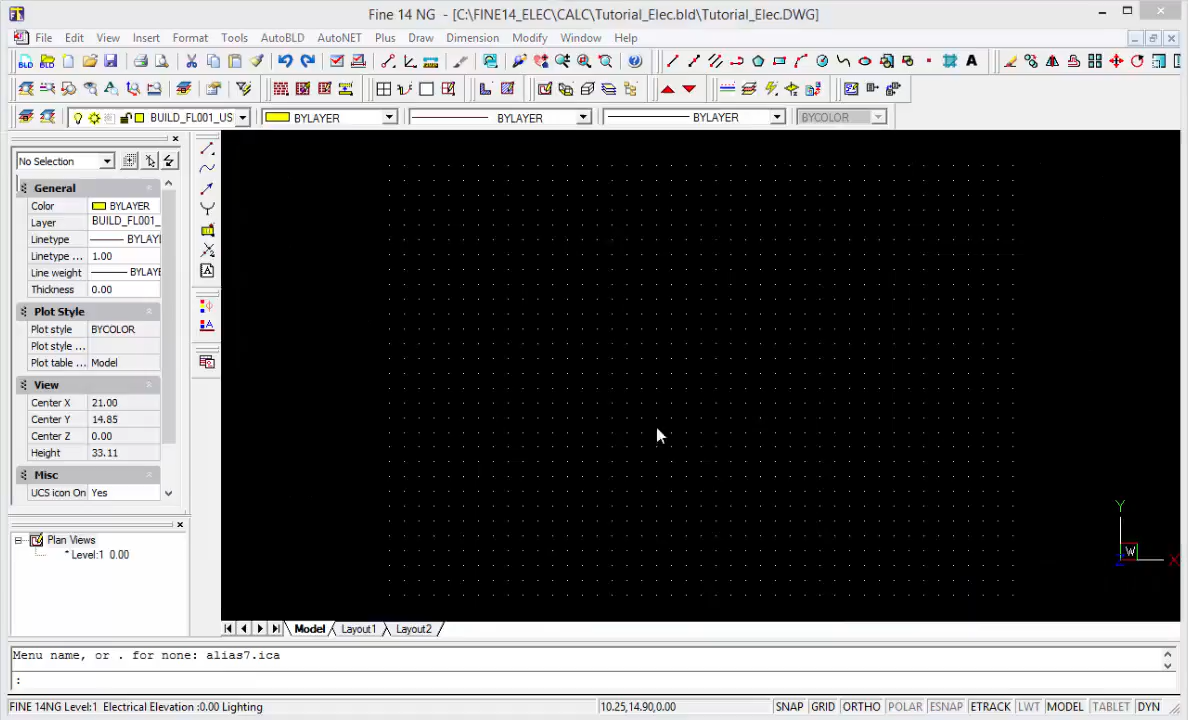 Fine 14 NG - [C:\FINE14_ELEC\CALC\Tutorial_Elec.bld\Tutorial_Elec.DWG]
File Edit View Insert Format Tools AutoBLD AutoNET Plus Draw Dimension Modify Window Help
BLD BLD
BUILD_FL001_US BYLAYER BYLAYER BYLAYER BYCOLOR
No Selection
General
Color BYLAYER
Layer BUILD_FL001_
Linetype BYLAYI
Linetype ... 1.00
Line weight BYLAYE
Thickness 0.00
Plot Style
Plot style BYCOLOR
Plot style ...
Plot table ... Model
View
Center X 21.00
Center Y 14.85
Center Z 0.00
Height 33.11
Misc
UCS icon On Yes
Plan Views
* Level:1 0.00
Y
W
Z X
Model Layout1 Layout2
Menu name, or . for none: alias7.ica
:
FINE 14NG Level:1 Electrical Elevation :0.00 Lighting 10.25,14.90,0.00 SNAP GRID ORTHO POLAR ESNAP ETRACK LWT MODEL TABLET DYN